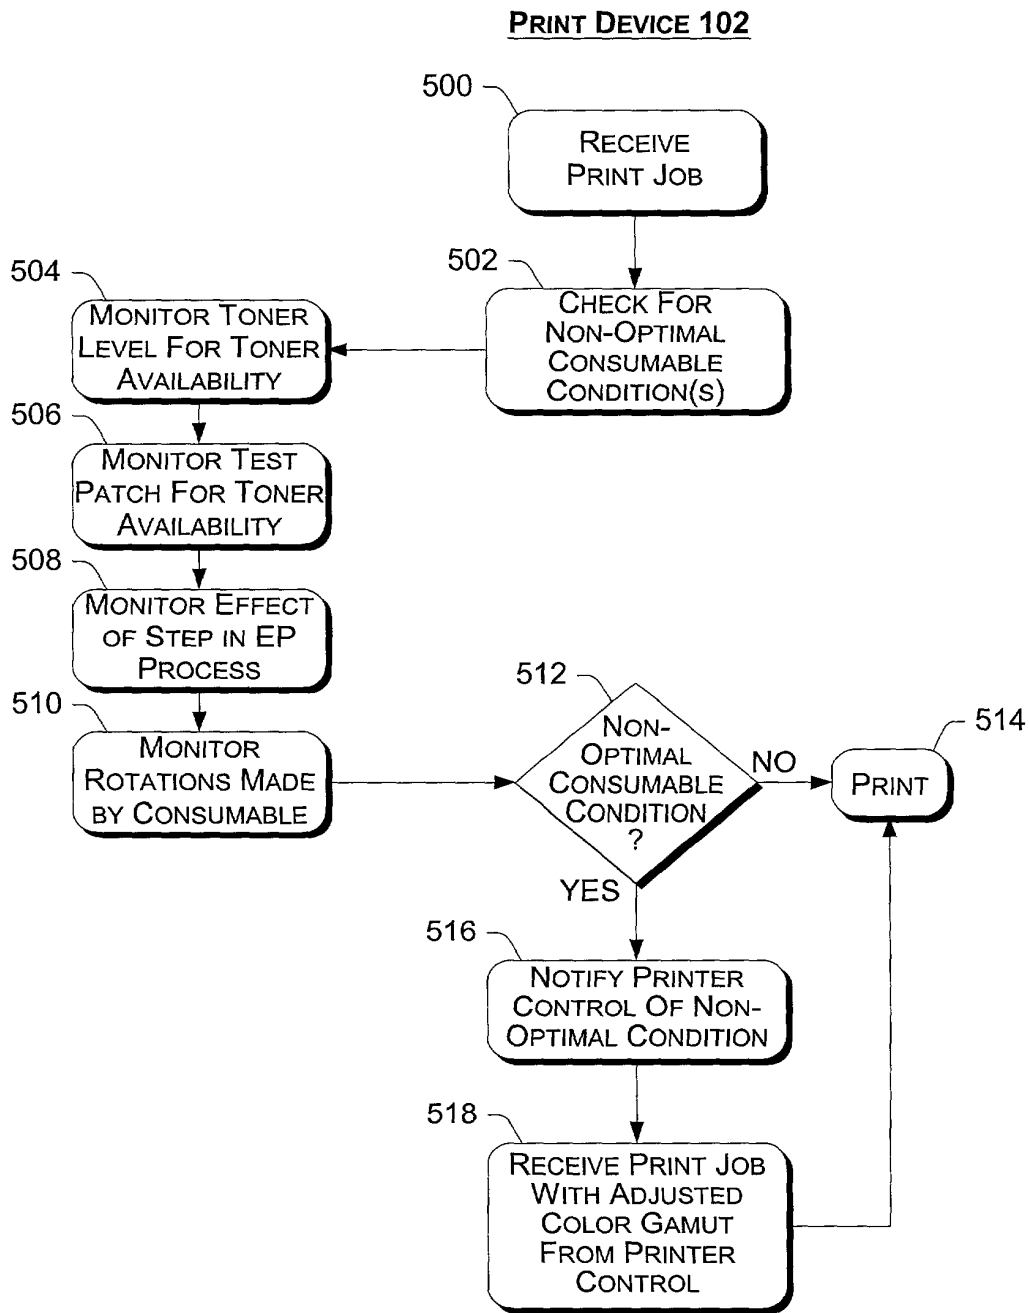 PRINT DEVICE 102
500
RECEIVE
PRINT JOB
502
CHECK FOR
NON-OPTIMAL
CONSUMABLE
CONDITION(S)
504
MONITOR TONER
LEVEL FOR TONER
AVAILABILITY
506
MONITOR TEST
PATCH FOR TONER
AVAILABILITY
508
MONITOR EFFECT
OF STEP IN EP
PROCESS
510
MONITOR
ROTATIONS MADE
BY CONSUMABLE
512
NON-
OPTIMAL
CONSUMABLE
CONDITION
?
NO
514
PRINT
YES
516
NOTIFY PRINTER
CONTROL OF NON-
OPTIMAL CONDITION
518
RECEIVE PRINT JOB
WITH ADJUSTED
COLOR GAMUT
FROM PRINTER
CONTROL